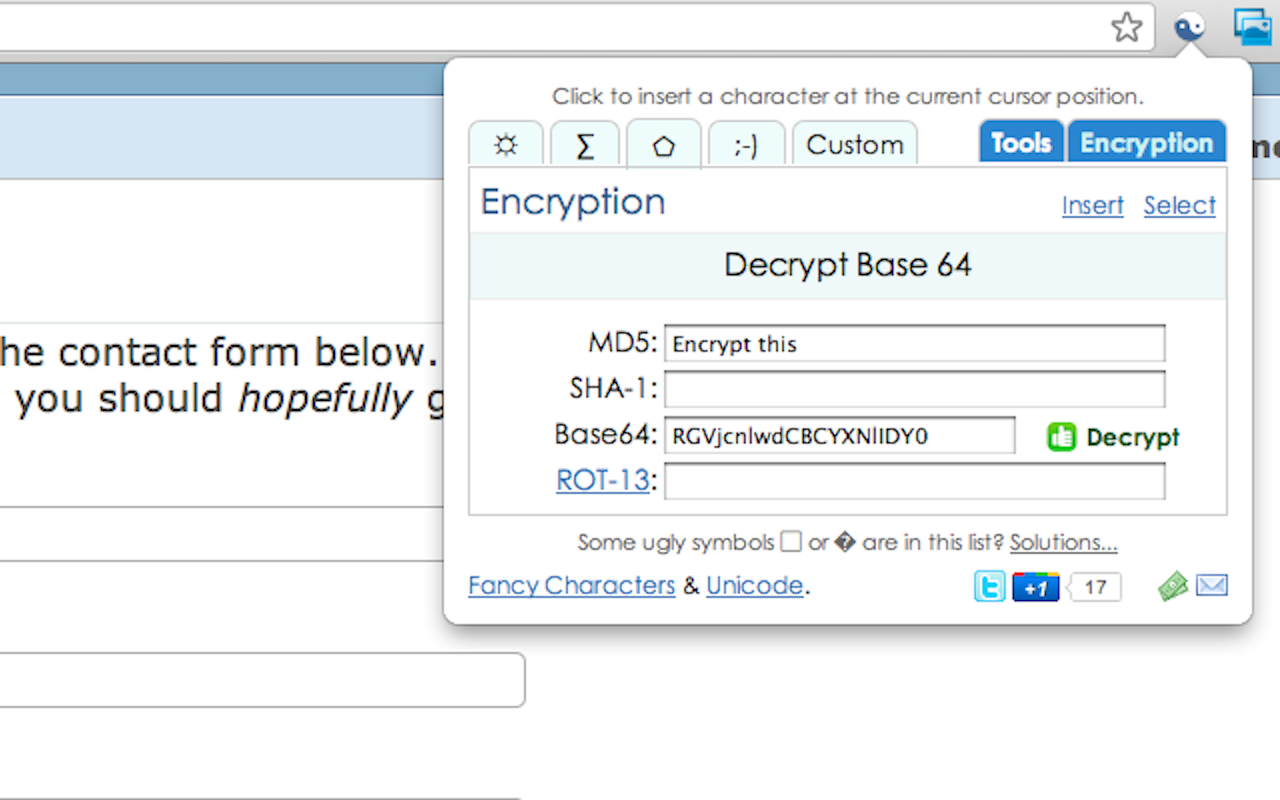 Click to insert a character at the current cursor position.
☼ Σ ⬠ ;-) Custom Tools Encryption
Encryption Insert Select
Decrypt Base 64
he contact form below.
you should hopefully g
MD5: Encrypt this
SHA-1:
Base64: RGVjcnlwdCBCYXNlIDY0 Decrypt
ROT-13:
Some ugly symbols □ or � are in this list? Solutions...
Fancy Characters & Unicode. +1 17